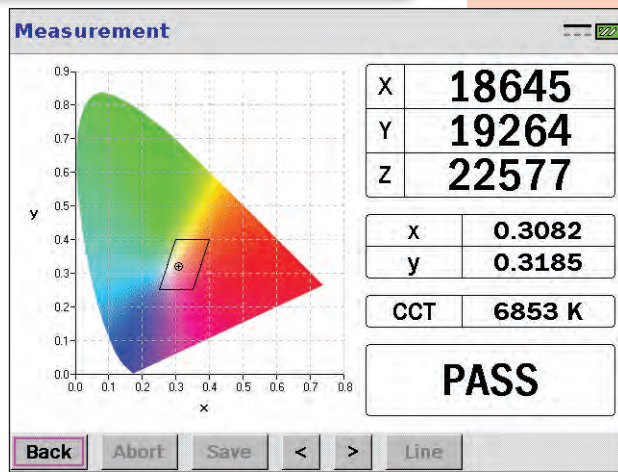 Measurement
0.9
0.8
0.7
0.6
0.5
0.4
0.3
0.2
0.1
0.0
y
0.0 0.1 0.2 0.3 0.4 0.5 0.6 0.7 0.8
x
X 18645
Y 19264
Z 22577
x 0.3082
y 0.3185
CCT 6853 K
PASS
Back Abort Save < > Line